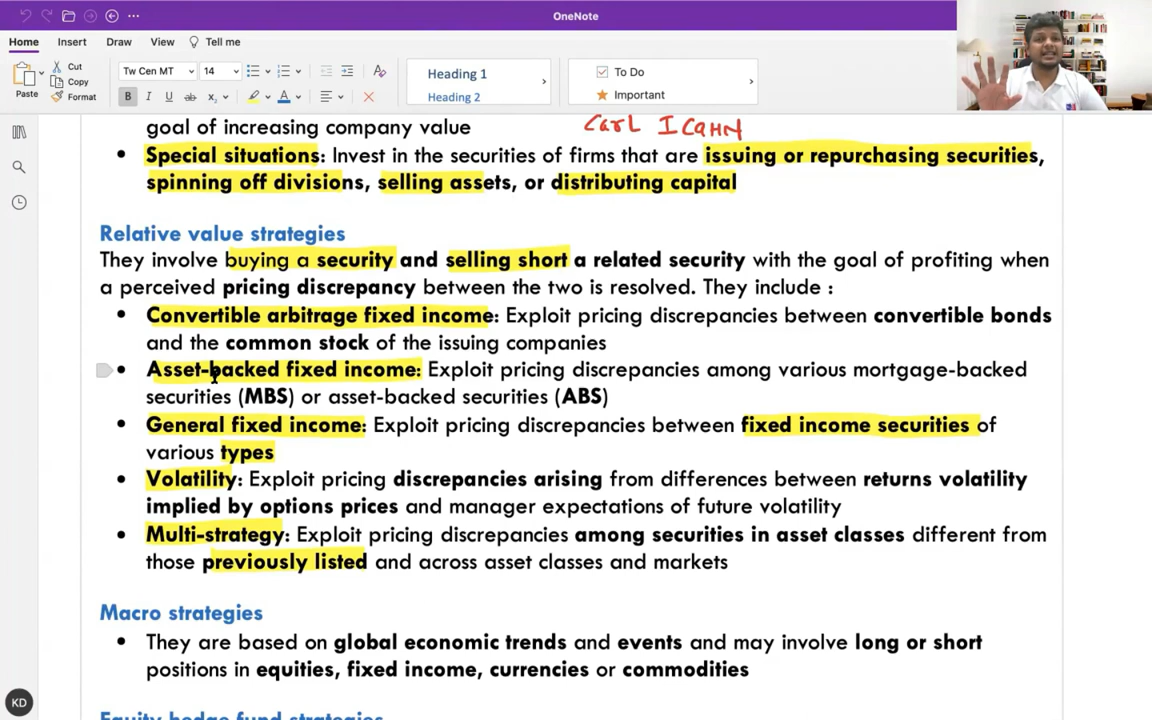 OneNote
Home Insert Draw View Tell me
Paste Cut Copy Format Tw Cen MT 14 B I U ab x₂ A Heading 1 Heading 2 To Do Important
goal of increasing company value CarL ICaHN
• Special situations: Invest in the securities of firms that are issuing or repurchasing securities,
spinning off divisions, selling assets, or distributing capital
Relative value strategies
They involve buying a security and selling short a related security with the goal of profiting when
a perceived pricing discrepancy between the two is resolved. They include :
• Convertible arbitrage fixed income: Exploit pricing discrepancies between convertible bonds
and the common stock of the issuing companies
• Asset-backed fixed income: Exploit pricing discrepancies among various mortgage-backed
securities (MBS) or asset-backed securities (ABS)
• General fixed income: Exploit pricing discrepancies between fixed income securities of
various types
• Volatility: Exploit pricing discrepancies arising from differences between returns volatility
implied by options prices and manager expectations of future volatility
• Multi-strategy: Exploit pricing discrepancies among securities in asset classes different from
those previously listed and across asset classes and markets
Macro strategies
• They are based on global economic trends and events and may involve long or short
positions in equities, fixed income, currencies or commodities
Equity hedge fund strategies
KD